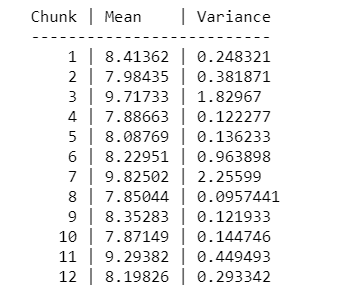 Chunk | Mean | Variance
---------------------------
1 | 8.41362 | 0.248321
2 | 7.98435 | 0.381871
3 | 9.71733 | 1.82967
4 | 7.88663 | 0.122277
5 | 8.08769 | 0.136233
6 | 8.22951 | 0.963898
7 | 9.82502 | 2.25599
8 | 7.85044 | 0.0957441
9 | 8.35283 | 0.121933
10 | 7.87149 | 0.144746
11 | 9.29382 | 0.449493
12 | 8.19826 | 0.293342